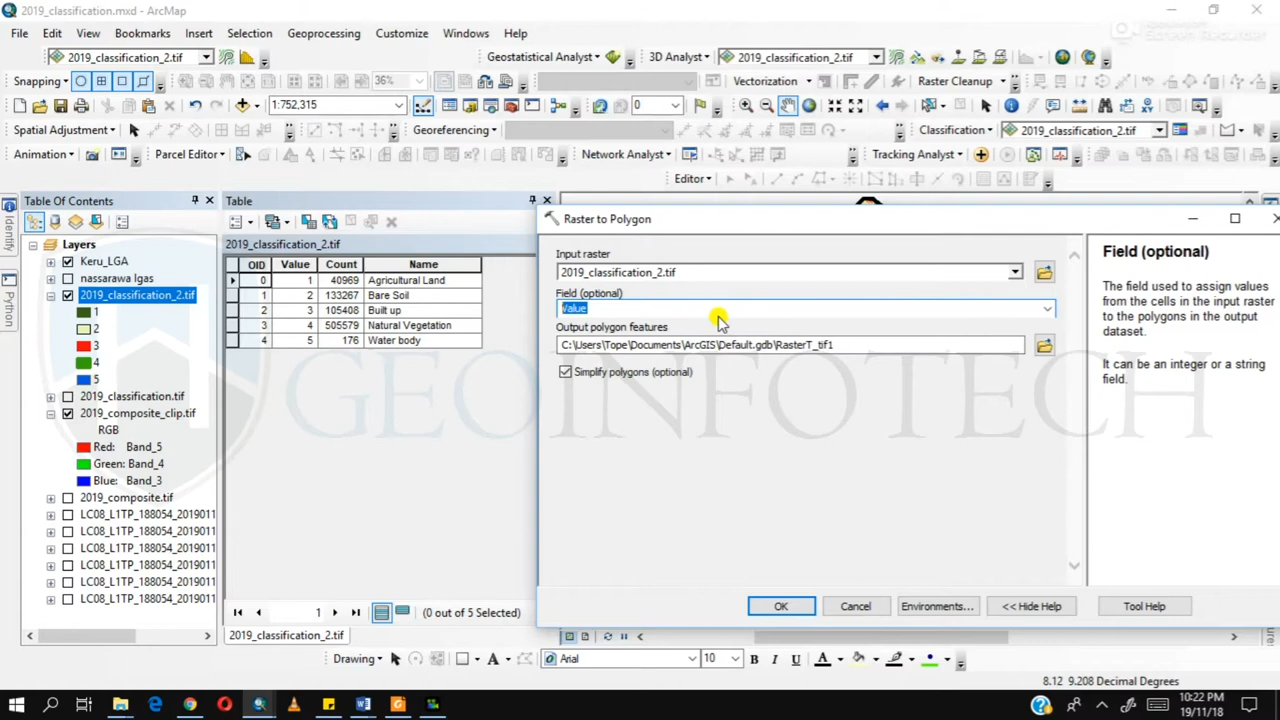 2019_classification.mxd - ArcMap
File Edit View Bookmarks Insert Selection Geoprocessing Customize Windows Help
2019_classification_2.tif Geostatistical Analyst 3D Analyst 2019_classification_2.tif
Snapping 36% Vectorization Raster Cleanup
1:752,315 0
Spatial Adjustment Georeferencing Classification 2019_classification_2.tif
Animation Parcel Editor Network Analyst Tracking Analyst
Editor
Table Of Contents
Layers
Keru_LGA
nassarawa lgas
2019_classification_2.tif
1
2
3
4
5
2019_classification.tif
2019_composite_clip.tif
RGB
Red: Band_5
Green: Band_4
Blue: Band_3
2019_composite.tif
LC08_L1TP_188054_2019011
LC08_L1TP_188054_2019011
LC08_L1TP_188054_2019011
LC08_L1TP_188054_2019011
LC08_L1TP_188054_2019011
LC08_L1TP_188054_2019011
Identify
Python
Table
2019_classification_2.tif
OID Value Count Name
0 1 40969 Agricultural Land
1 2 133267 Bare Soil
2 3 105408 Built up
3 4 505579 Natural Vegetation
4 5 176 Water body
1 (0 out of 5 Selected)
2019_classification_2.tif
Raster to Polygon
Input raster
2019_classification_2.tif
Field (optional)
Value
Output polygon features
C:\Users\Tope\Documents\ArcGIS\Default.gdb\RasterT_tif1
Simplify polygons (optional)
OK Cancel Environments... << Hide Help Tool Help
Field (optional)
The field used to assign values
from the cells in the input raster
to the polygons in the output
dataset.
It can be an integer or a string
field.
GEOINFOTECH
Drawing A Arial 10 B I U A
8.12 9.208 Decimal Degrees
10:22 PM
19/11/18